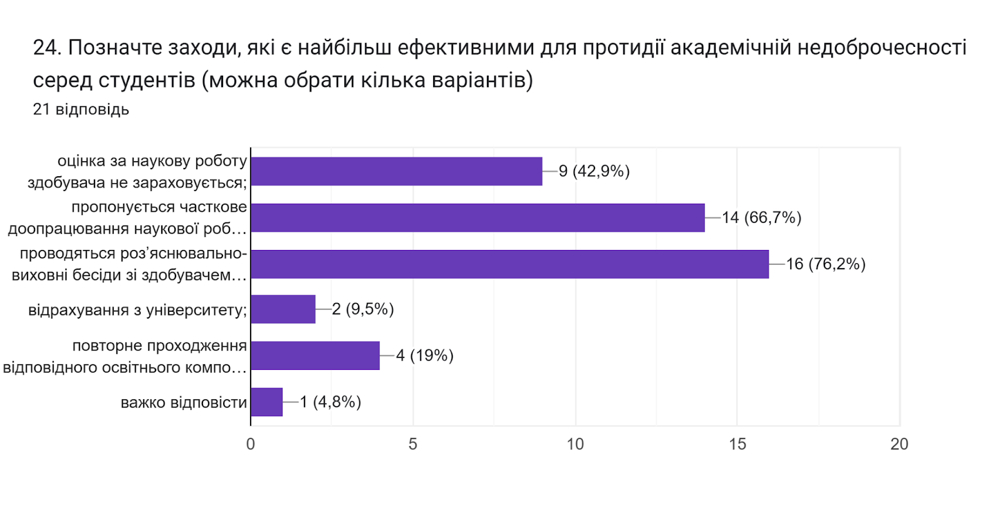 24. Позначте заходи, які є найбільш ефективними для протидії академічній недоброчесності
серед студентів (можна обрати кілька варіантів)
21 відповідь
оцінка за наукову роботу
здобувача не зараховується;
9 (42,9%)
пропонується часткове
доопрацювання наукової роб…
14 (66,7%)
проводяться роз’яснювально-
виховні бесіди зі здобувачем…
16 (76,2%)
відрахування з університету;
2 (9,5%)
повторне проходження
відповідного освітнього компо…
4 (19%)
важко відповісти
1 (4,8%)
0 5 10 15 20